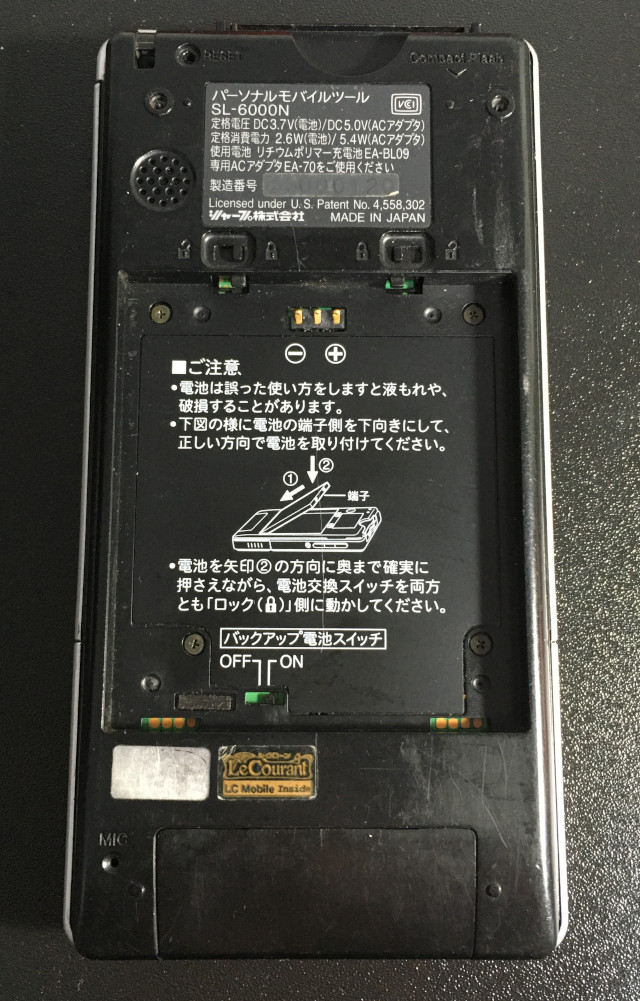 RESET
Compact Flash
パーソナルモバイルツール
SL-6000N
VCI
定格電圧 DC3.7V(電池)/DC5.0V(ACアダプタ)
定格消費電力 2.6W(電池)/ 5.4W(ACアダプタ)
使用電池 リチウムポリマー充電池EA-BL09
専用ACアダプタEA-70をご使用ください
製造番号
Licensed under U.S. Patent No. 4,558,302
シャープ株式会社 MADE IN JAPAN
⊖ ⊕
■ご注意
•電池は誤った使い方をしますと液もれや、
破損することがあります。
•下図の様に電池の端子側を下向きにして、
正しい方向で電池を取り付けてください。
① ②
端子
•電池を矢印②の方向に奥まで確実に
押さえながら、電池交換スイッチを両方
とも「ロック(🔒)」側に動かしてください。
バックアップ電池スイッチ
OFF ON
LeCourant
LC Mobile Inside
MIC